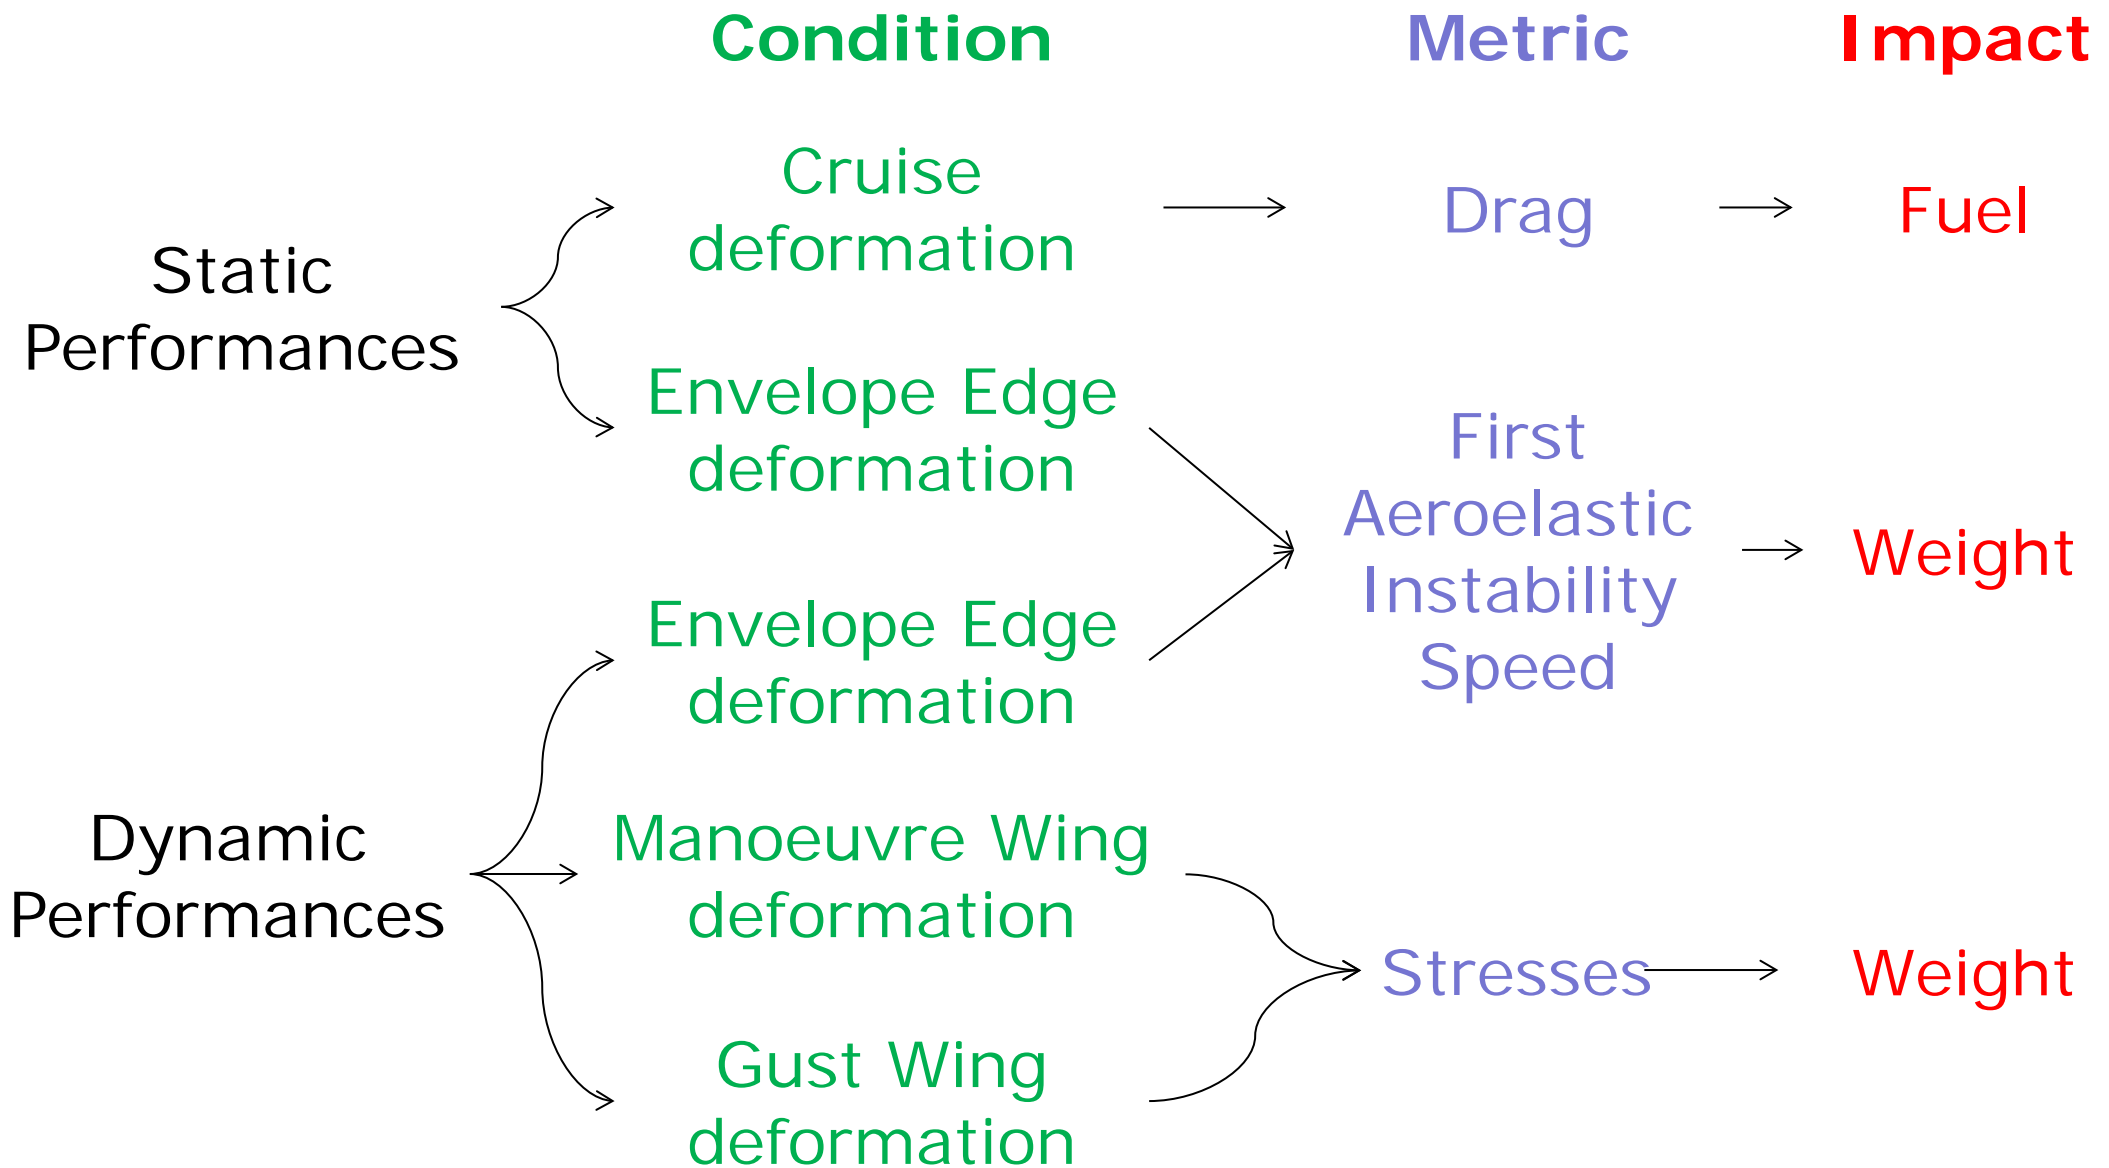 Condition
Metric
Impact
Static
Performances
Cruise
deformation
Drag
Fuel
Envelope Edge
deformation
First
Aeroelastic
Instability
Speed
Weight
Dynamic
Performances
Envelope Edge
deformation
Manoeuvre Wing
deformation
Gust Wing
deformation
Stresses
Weight